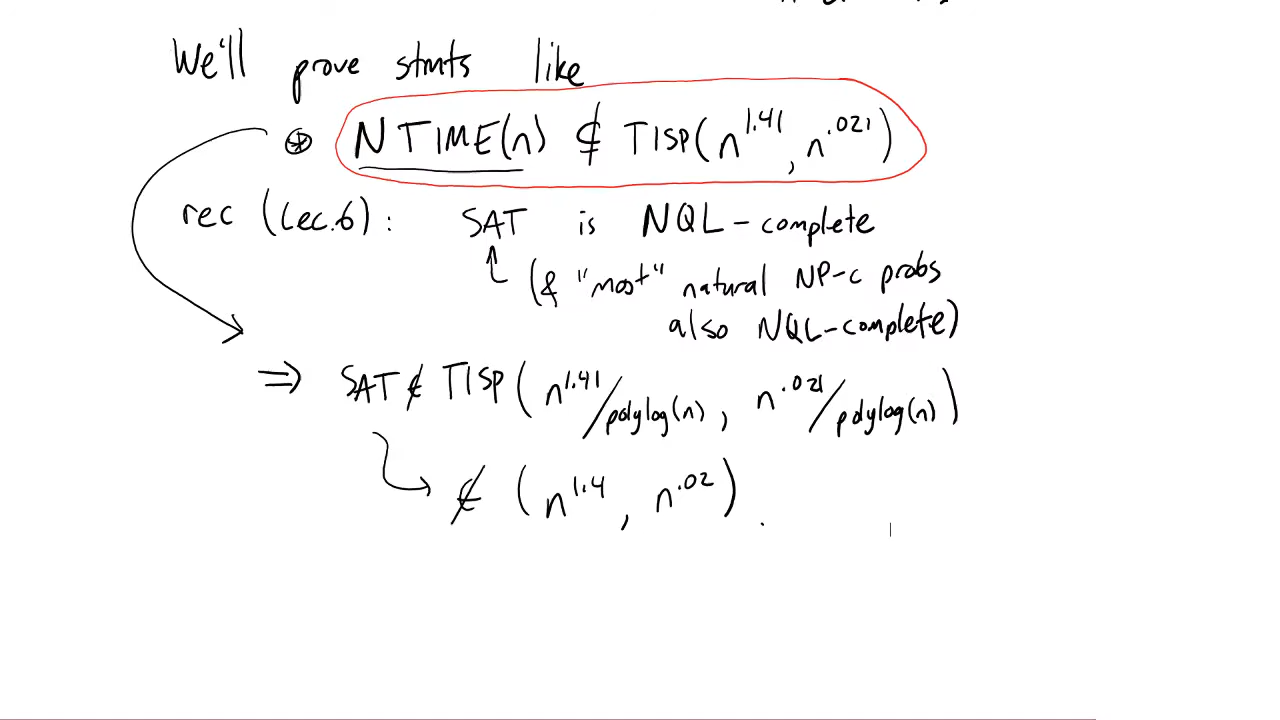 We'll prove stmts like
⊛ NTIME(n) ⊄ TISP(n^1.41, n^.021)
rec (Lec.6): SAT is NQL-complete
(& "most" natural NP-c probs
also NQL-complete)
⇒ SAT ∉ TISP(n^1.41/polylog(n), n^.021/polylog(n))
∉ (n^1.4, n^.02).